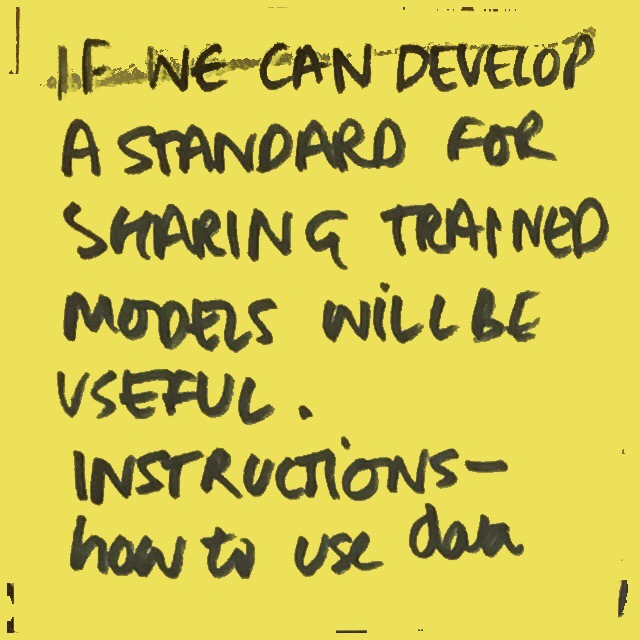 IF WE CAN DEVELOP
A STANDARD FOR
SHARING TRAINED
MODELS WILL BE
USEFUL.
INSTRUCTIONS—
how to use data